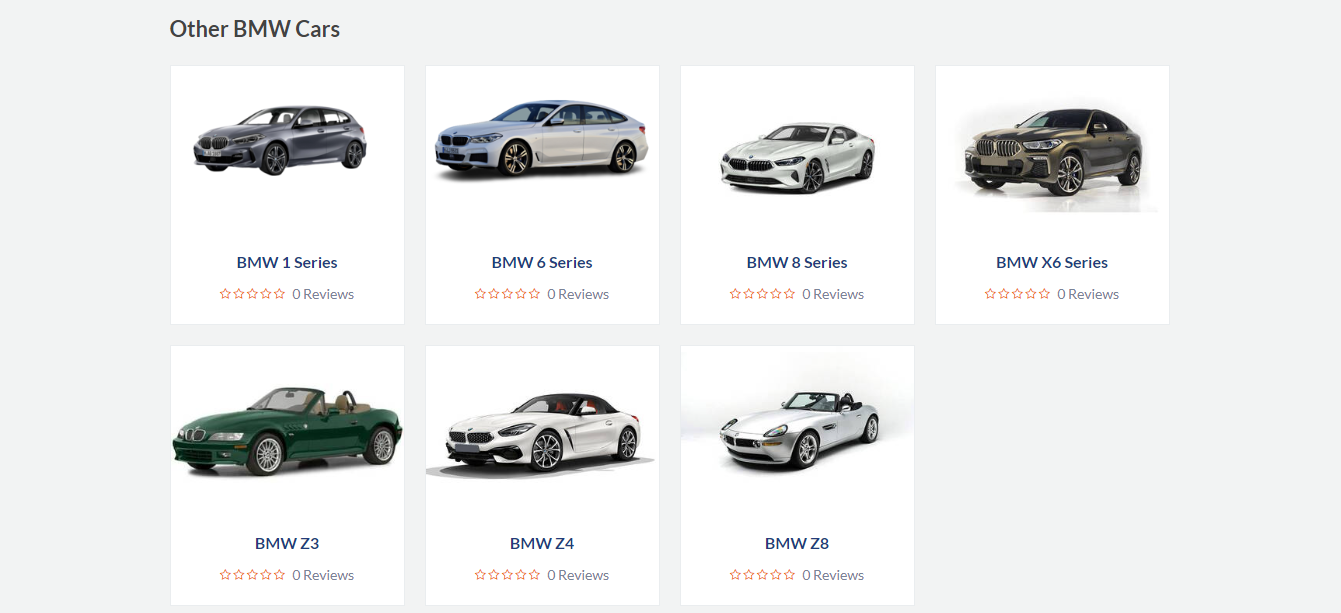 Other BMW Cars
BMW 1 Series
0 Reviews
BMW 6 Series
0 Reviews
BMW 8 Series
0 Reviews
BMW X6 Series
0 Reviews
BMW Z3
0 Reviews
BMW Z4
0 Reviews
BMW Z8
0 Reviews